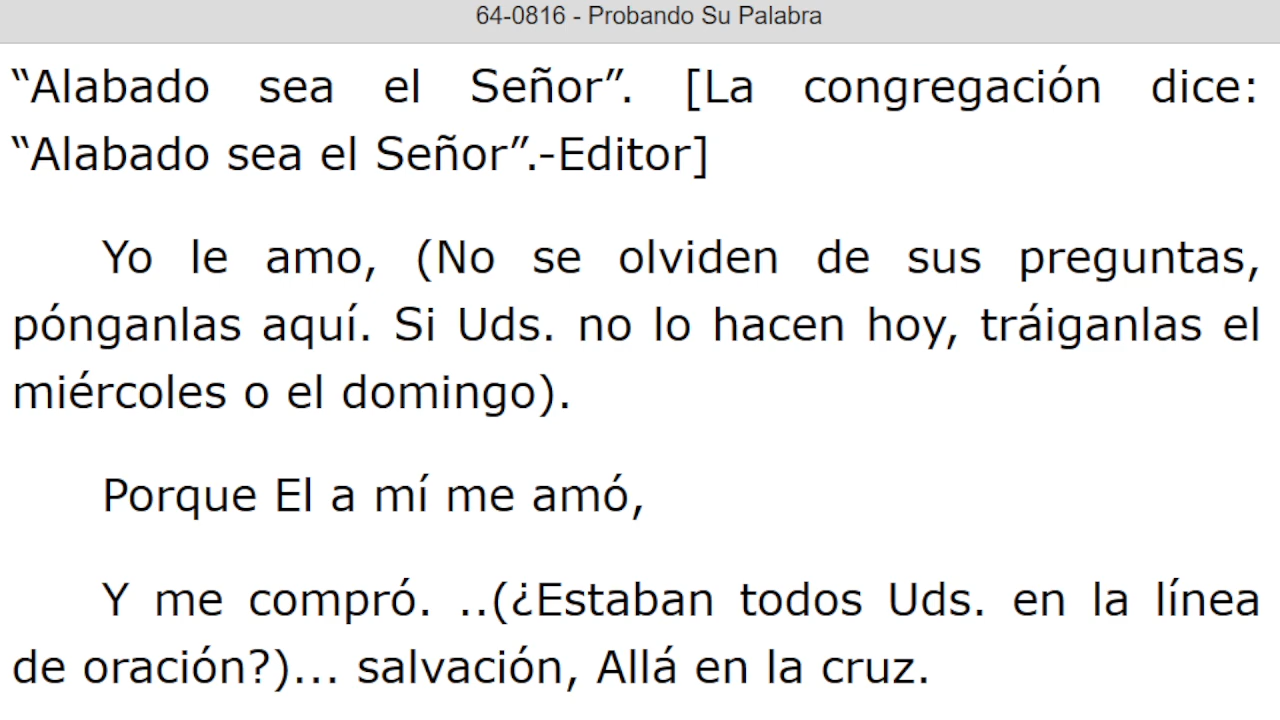 64-0816 - Probando Su Palabra
“Alabado sea el Señor”. [La congregación dice:
“Alabado sea el Señor”.-Editor]
Yo le amo, (No se olviden de sus preguntas,
pónganlas aquí. Si Uds. no lo hacen hoy, tráiganlas el
miércoles o el domingo).
Porque El a mí me amó,
Y me compró. ..(¿Estaban todos Uds. en la línea
de oración?)... salvación, Allá en la cruz.